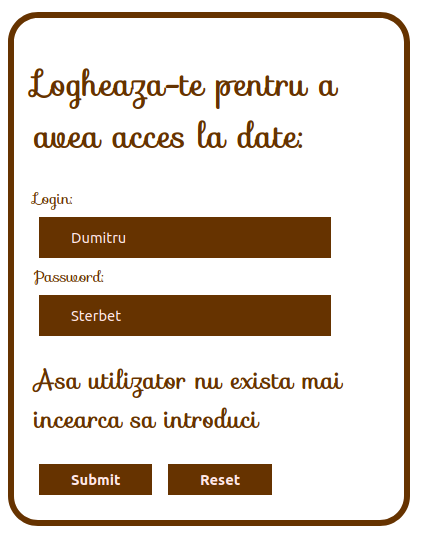 Logheaza-te pentru a
avea acces la date:
Login:
Dumitru
Password:
Sterbet
Asa utilizator nu exista mai
incearca sa introduci
Submit Reset